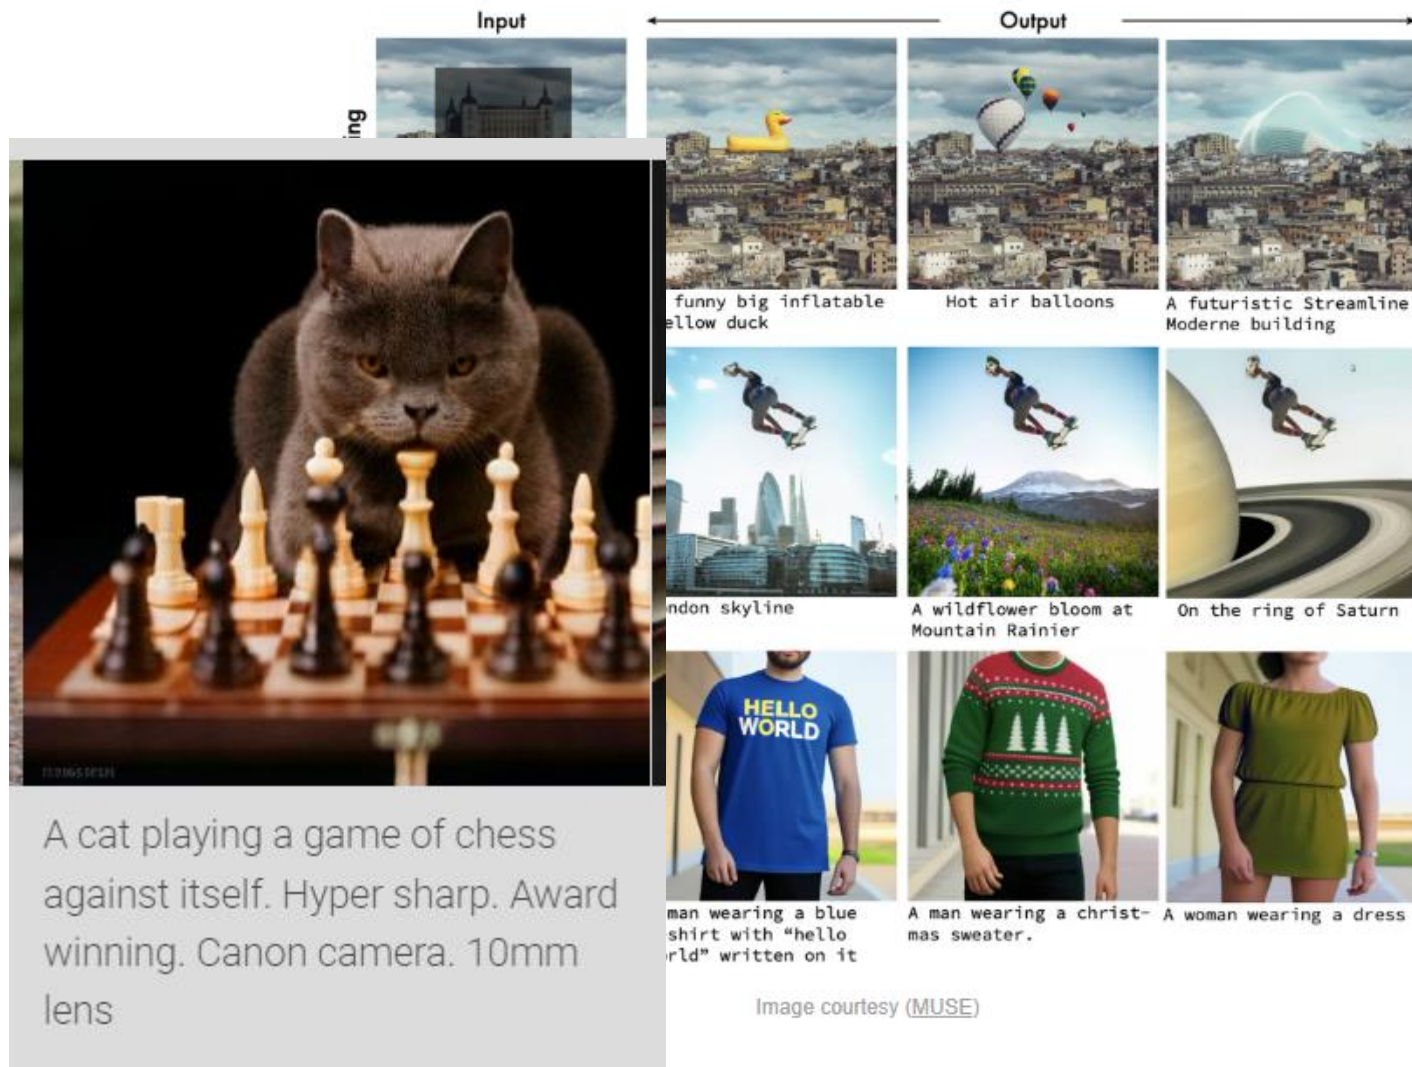 Input
Output
ing
funny big inflatable
ellow duck
Hot air balloons
A futuristic Streamline
Moderne building
ndon skyline
A wildflower bloom at
Mountain Rainier
On the ring of Saturn
HELLO
WORLD
man wearing a blue
shirt with “hello
rld” written on it
A man wearing a christ-
mas sweater.
A woman wearing a dress
Image courtesy (MUSE)
A cat playing a game of chess
against itself. Hyper sharp. Award
winning. Canon camera. 10mm
lens